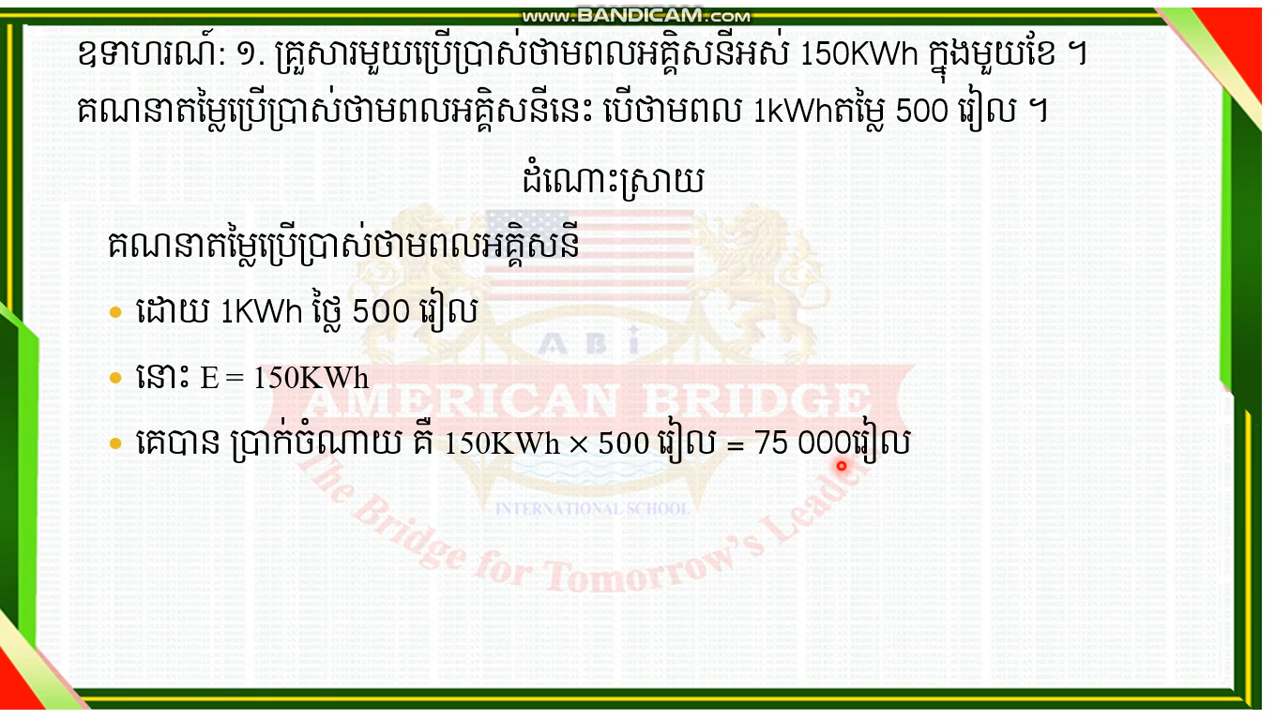 www.BANDICAM.com
ឧទាហរណ៍: ១. គ្រួសារមួយប្រើប្រាស់ថាមពលអគ្គិសនីអស់ 150KWh ក្នុងមួយខែ ។
គណនាតម្លៃប្រើប្រាស់ថាមពលអគ្គិសនីនេះ បើថាមពល 1kWhតម្លៃ 500 រៀល ។
ដំណោះស្រាយ
គណនាតម្លៃប្រើប្រាស់ថាមពលអគ្គិសនី
• ដោយ 1KWh ថ្លៃ 500 រៀល
• នោះ E = 150KWh
• គេបាន ប្រាក់ចំណាយ គឺ 150KWh × 500 រៀល = 75 000រៀល
A B i
AMERICAN BRIDGE
INTERNATIONAL SCHOOL
The Bridge for Tomorrow's Leader